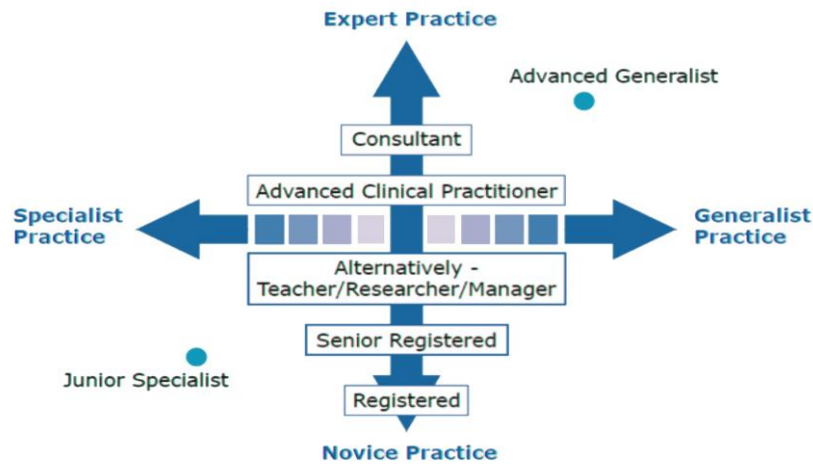 Expert Practice
Advanced Generalist
Consultant
Advanced Clinical Practitioner
Specialist
Practice
Generalist
Practice
Alternatively -
Teacher/Researcher/Manager
Senior Registered
Junior Specialist
Registered
Novice Practice